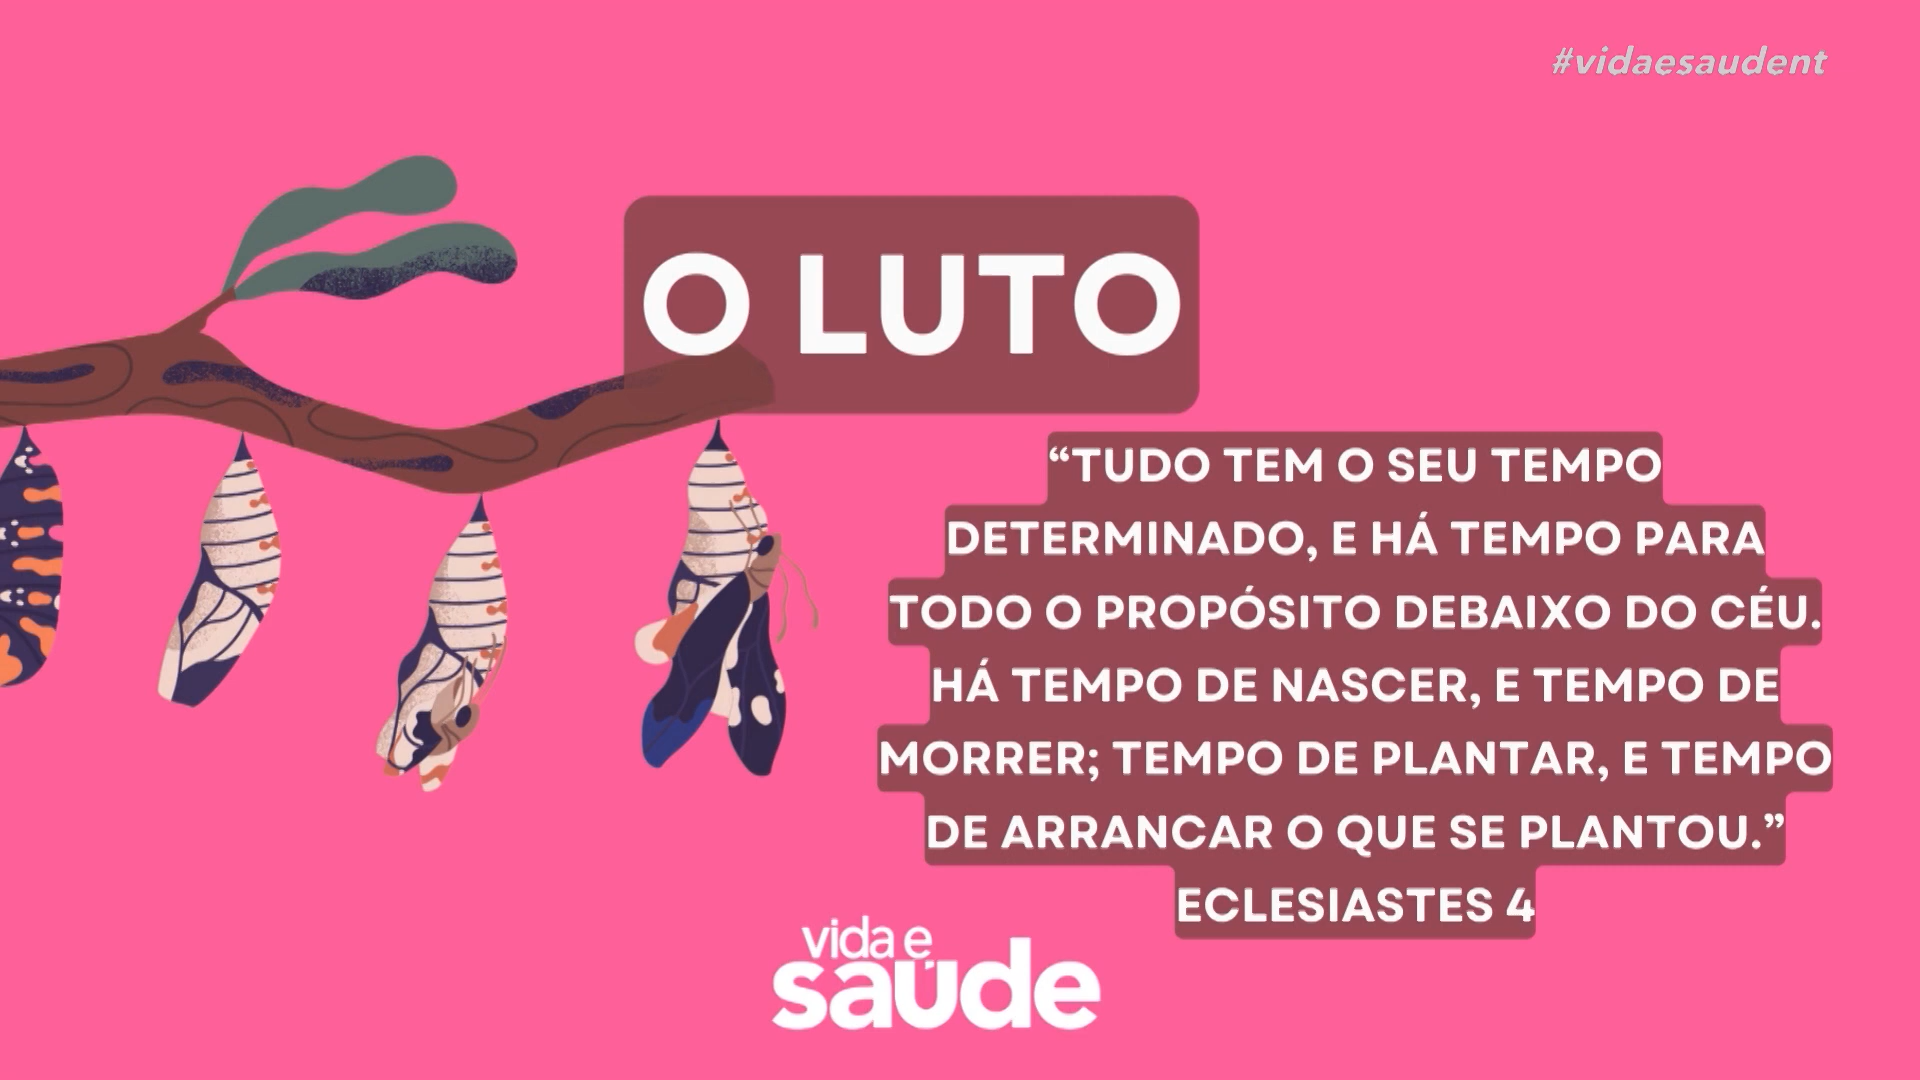 #vidaesaudent
O LUTO
“TUDO TEM O SEU TEMPO
DETERMINADO, E HÁ TEMPO PARA
TODO O PROPÓSITO DEBAIXO DO CÉU.
HÁ TEMPO DE NASCER, E TEMPO DE
MORRER; TEMPO DE PLANTAR, E TEMPO
DE ARRANCAR O QUE SE PLANTOU.”
ECLESIASTES 4
vida e
saúde